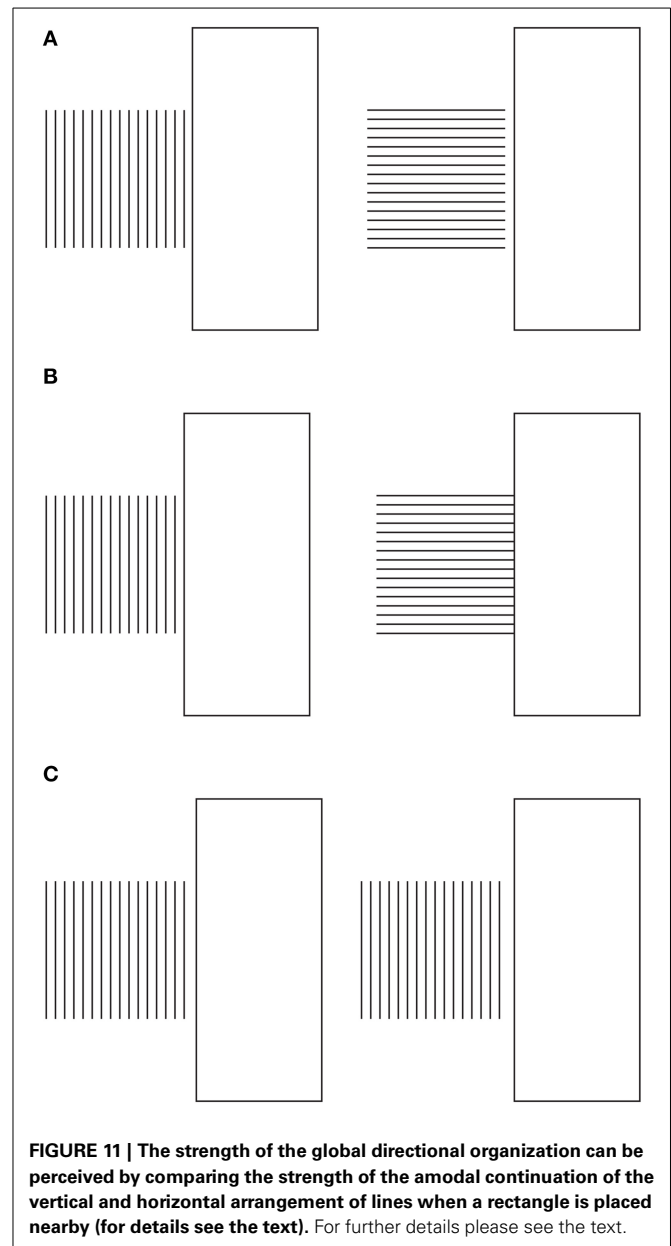 A
B
C
FIGURE 11 | The strength of the global directional organization can be
perceived by comparing the strength of the amodal continuation of the
vertical and horizontal arrangement of lines when a rectangle is placed
nearby (for details see the text). For further details please see the text.